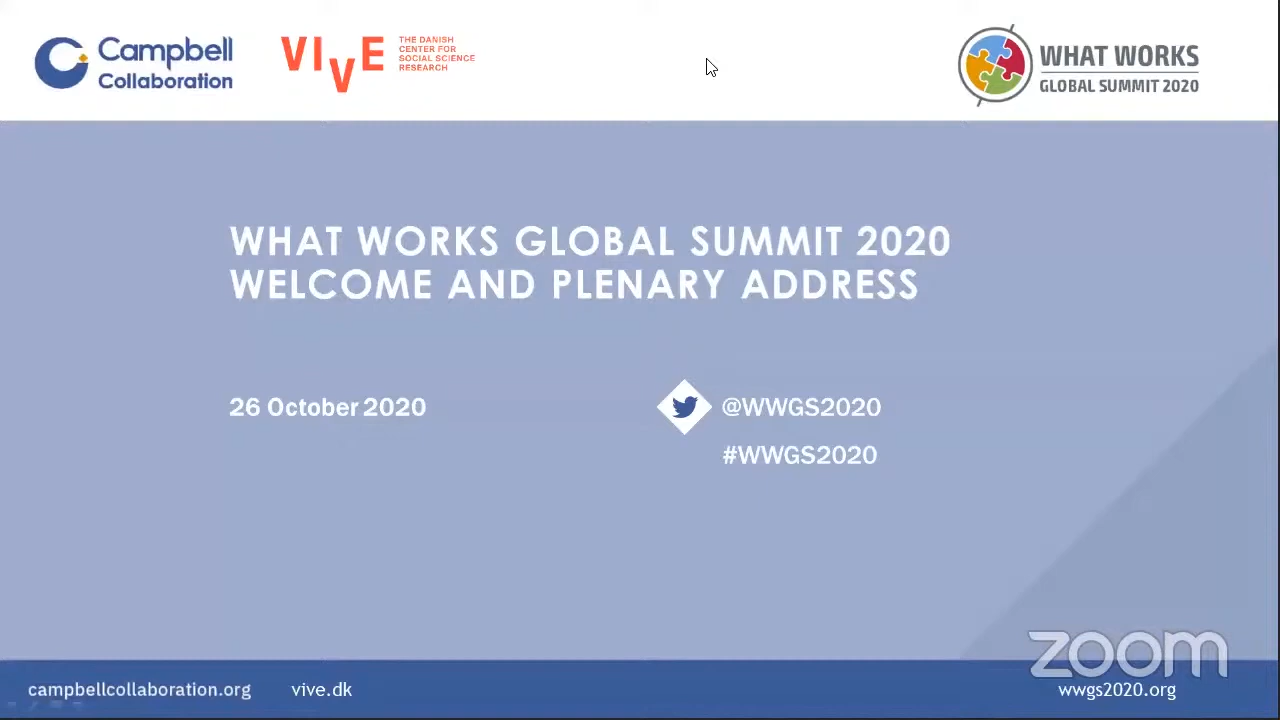 Campbell
Collaboration
VIVE
THE DANISH
CENTER FOR
SOCIAL SCIENCE
RESEARCH
WHAT WORKS
GLOBAL SUMMIT 2020
WHAT WORKS GLOBAL SUMMIT 2020
WELCOME AND PLENARY ADDRESS
26 October 2020
@WWGS2020
#WWGS2020
zoom
campbellcollaboration.org
vive.dk
wwgs2020.org